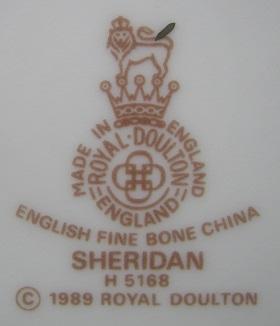 MADE IN ENGLAND
ROYAL·DOULTON
ENGLAND
ENGLISH FINE BONE CHINA
SHERIDAN
H 5168
© 1989 ROYAL DOULTON